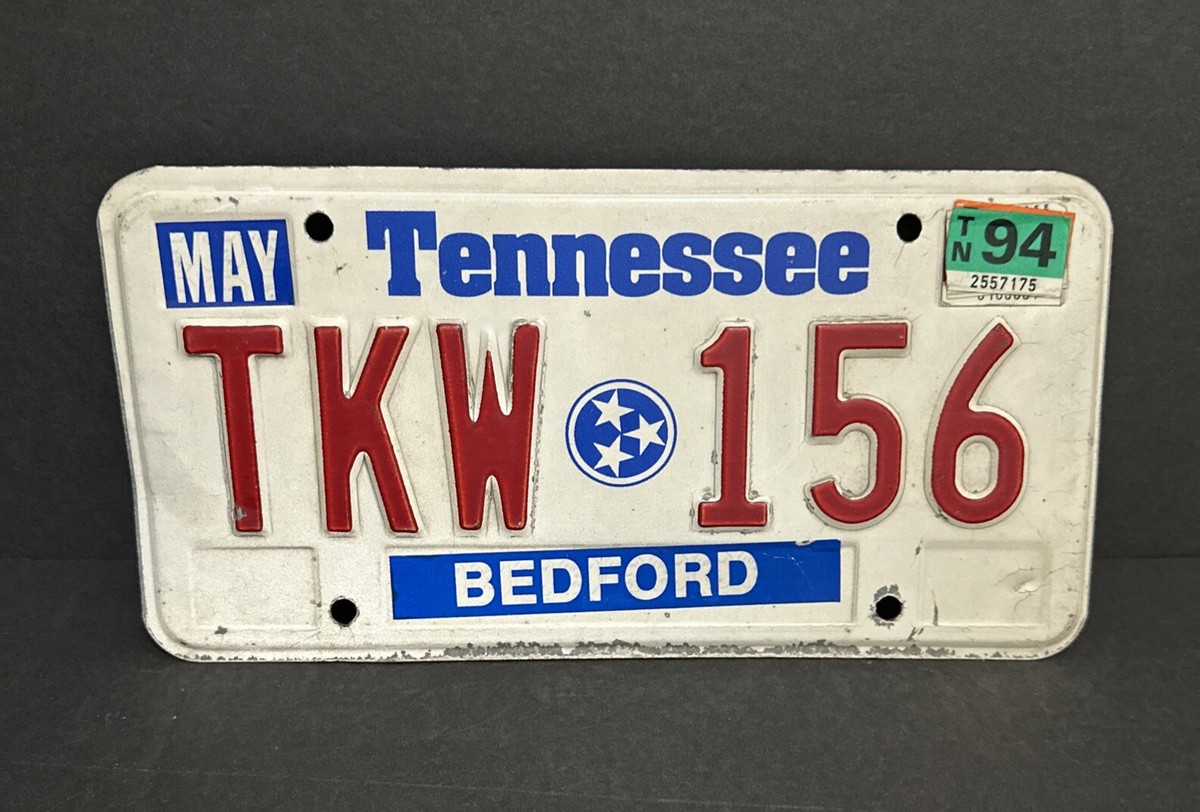 MAY Tennessee TN 94
2557175
TKW 156
BEDFORD